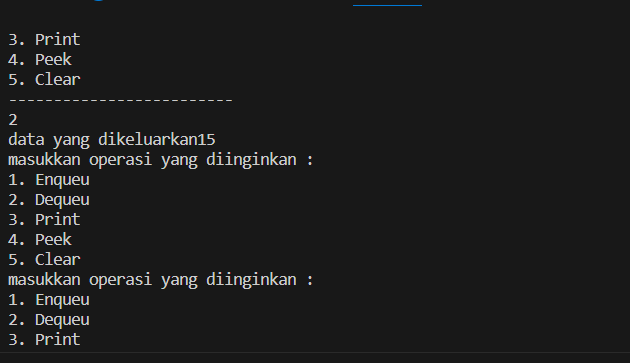 3. Print
4. Peek
5. Clear
-------------------------
2
data yang dikeluarkan15
masukkan operasi yang diinginkan :
1. Enqueu
2. Dequeu
3. Print
4. Peek
5. Clear
masukkan operasi yang diinginkan :
1. Enqueu
2. Dequeu
3. Print